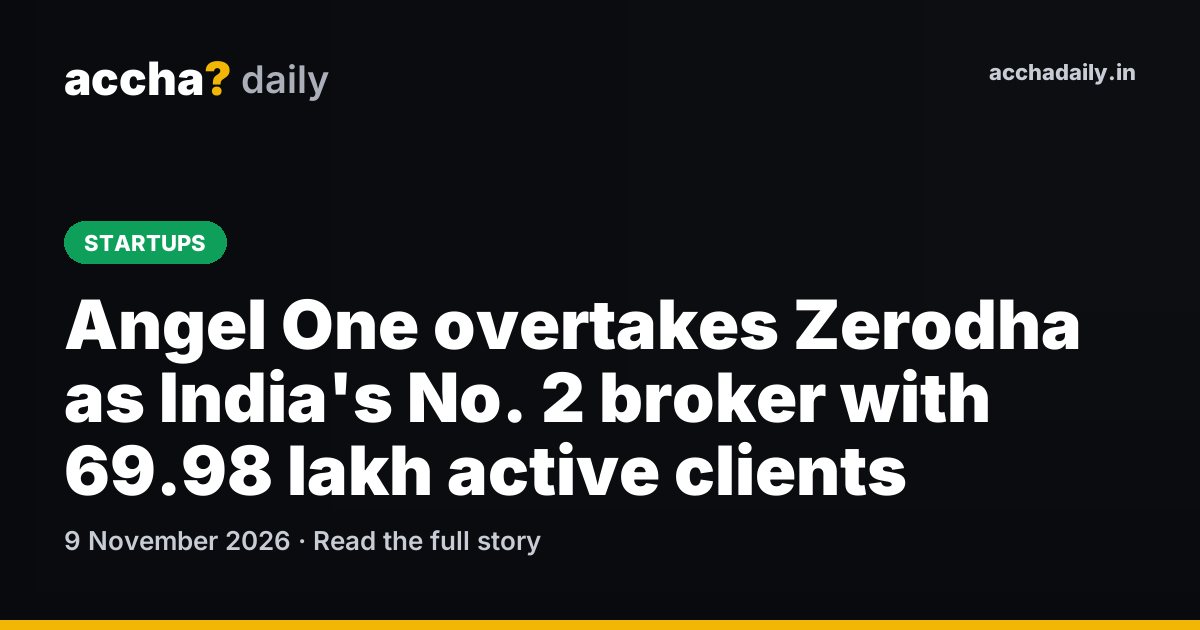 accha? daily
acchadaily.in
STARTUPS
Angel One overtakes Zerodha
as India's No. 2 broker with
69.98 lakh active clients
9 November 2026 · Read the full story